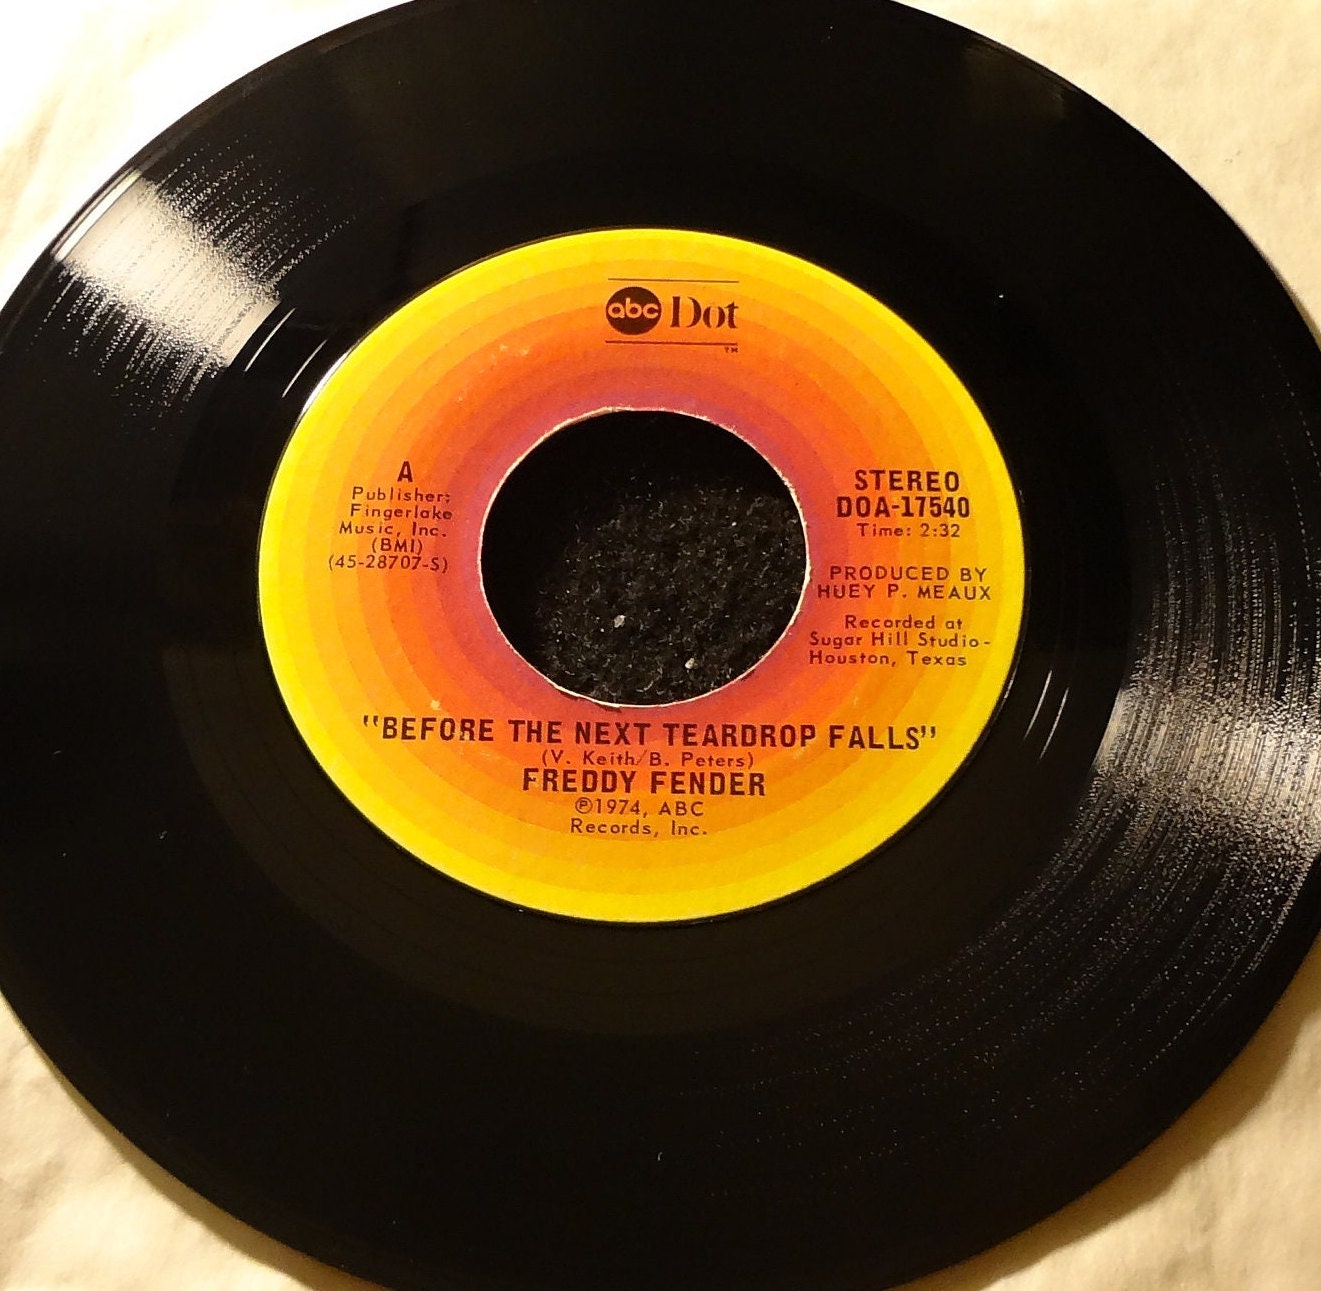 abc Dot
TM
A
Publisher:
Fingerlake
Music, Inc.
(BMI)
(45-28707-S)
STEREO
DOA-17540
Time: 2:32
PRODUCED BY
HUEY P. MEAUX
Recorded at
Sugar Hill Studio-
Houston, Texas
"BEFORE THE NEXT TEARDROP FALLS"
(V. Keith/B. Peters)
FREDDY FENDER
℗1974, ABC
Records, Inc.